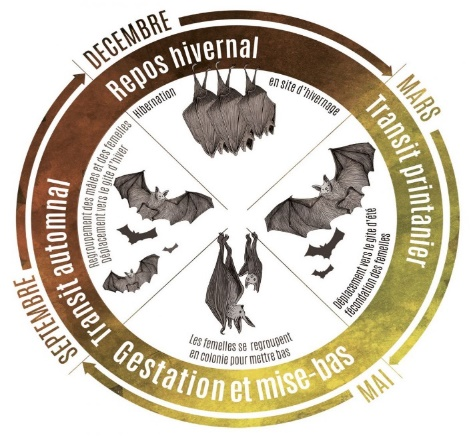 DECEMBRE
Repos hivernal
Hibernation
en site d'hivernage
MARS
Transit printanier
Déplacement vers le gite d'été
fécondation des femelles
MAI
Gestation et mise-bas
Les femelles se regroupent
en colonie pour mettre bas
SEPTEMBRE
Transit automnal
Regroupement des mâles et des femelles
Déplacement vers le gite d'hiver